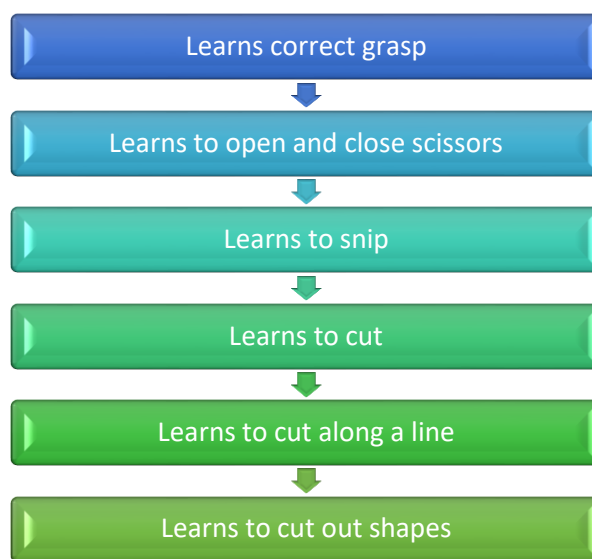 Learns correct grasp
Learns to open and close scissors
Learns to snip
Learns to cut
Learns to cut along a line
Learns to cut out shapes